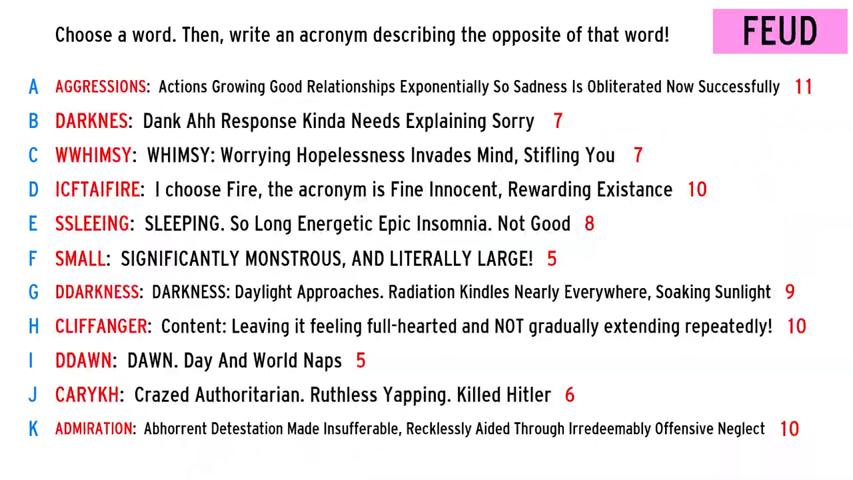 Choose a word. Then, write an acronym describing the opposite of that word!
FEUD
A AGGRESSIONS: Actions Growing Good Relationships Exponentially So Sadness Is Obliterated Now Successfully 11
B DARKNES: Dank Ahh Response Kinda Needs Explaining Sorry 7
C WWHIMSY: WHIMSY: Worrying Hopelessness Invades Mind, Stifling You 7
D ICFTAIFIRE: I choose Fire, the acronym is Fine Innocent, Rewarding Existance 10
E SSLEEING: SLEEPING. So Long Energetic Epic Insomnia. Not Good 8
F SMALL: SIGNIFICANTLY MONSTROUS, AND LITERALLY LARGE! 5
G DDARKNESS: DARKNESS: Daylight Approaches. Radiation Kindles Nearly Everywhere, Soaking Sunlight 9
H CLIFFANGER: Content: Leaving it feeling full-hearted and NOT gradually extending repeatedly! 10
I DDAWN: DAWN. Day And World Naps 5
J CARYKH: Crazed Authoritarian. Ruthless Yapping. Killed Hitler 6
K ADMIRATION: Abhorrent Detestation Made Insufferable, Recklessly Aided Through Irredeemably Offensive Neglect 10